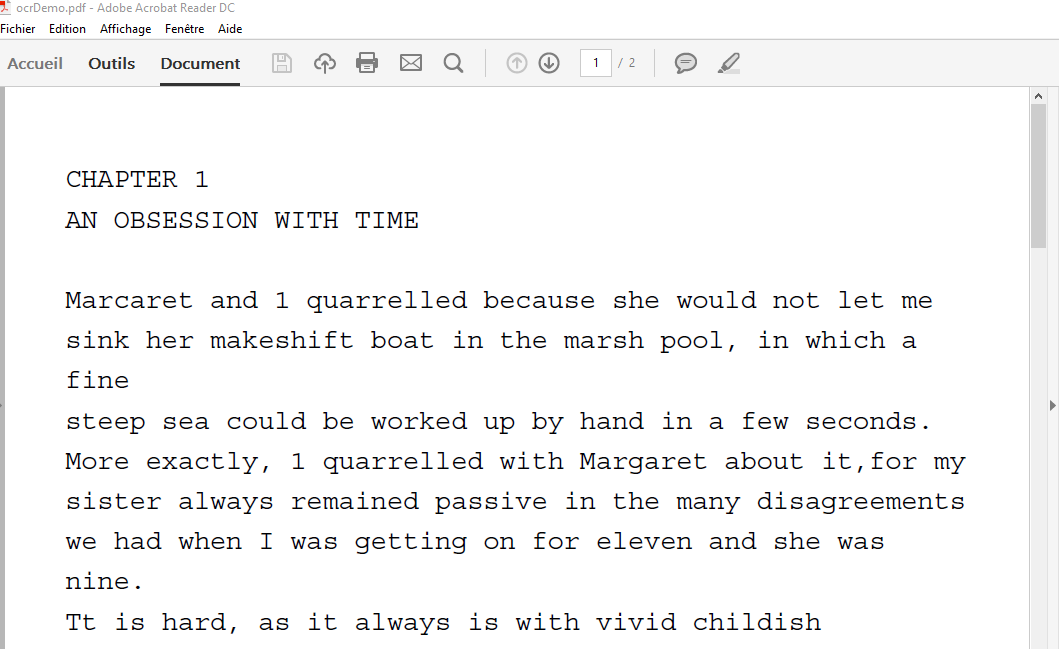 ocrDemo.pdf - Adobe Acrobat Reader DC
Fichier Edition Affichage Fenêtre Aide
Accueil Outils Document 1 / 2
CHAPTER 1
AN OBSESSION WITH TIME
Marcaret and 1 quarrelled because she would not let me
sink her makeshift boat in the marsh pool, in which a
fine
steep sea could be worked up by hand in a few seconds.
More exactly, 1 quarrelled with Margaret about it,for my
sister always remained passive in the many disagreements
we had when I was getting on for eleven and she was
nine.
Tt is hard, as it always is with vivid childish